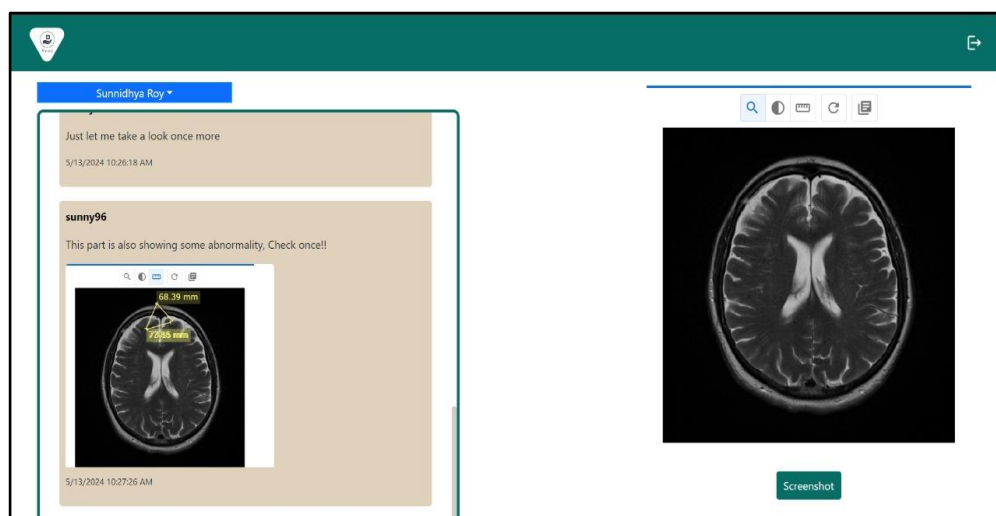 Sunnidhya Roy
Just let me take a look once more
5/13/2024 10:26:18 AM
sunny96
This part is also showing some abnormality, Check once!!
68.39 mm
5/13/2024 10:27:26 AM
Screenshot